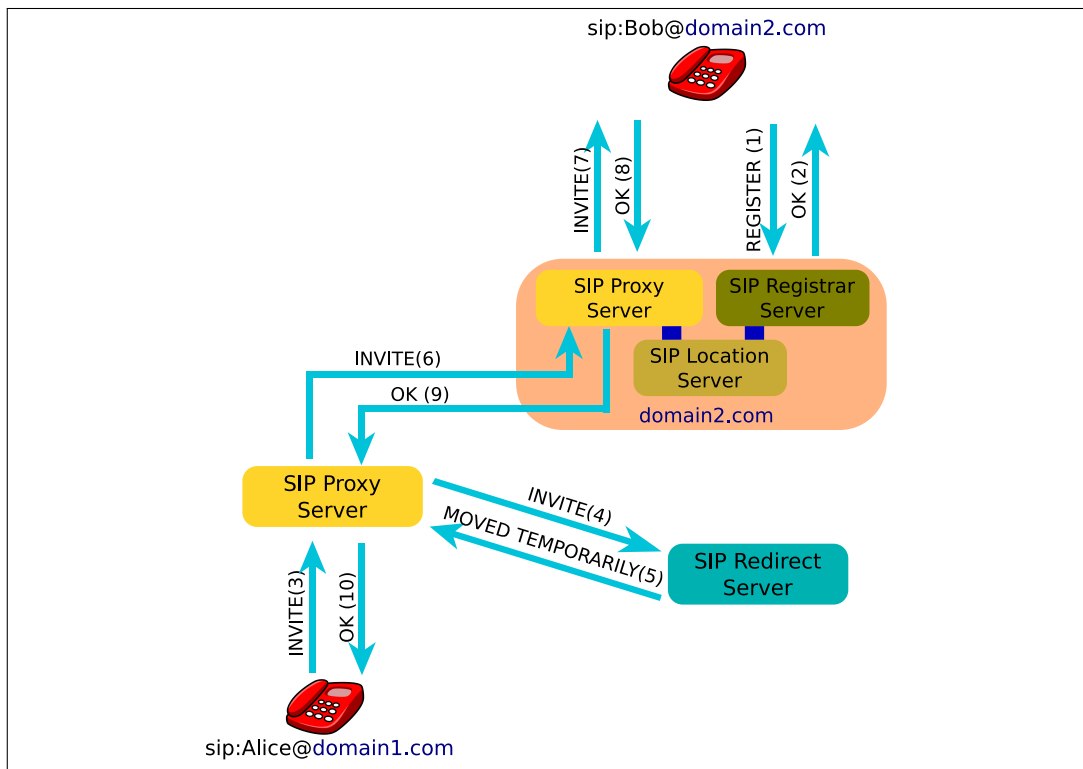 sip:Bob@domain2.com
INVITE(7)
OK (8)
REGISTER (1)
OK (2)
SIP Proxy
Server
SIP Registrar
Server
SIP Location
Server
domain2.com
INVITE(6)
OK (9)
SIP Proxy
Server
INVITE(4)
MOVED TEMPORARILY(5)
SIP Redirect
Server
INVITE(3)
OK (10)
sip:Alice@domain1.com